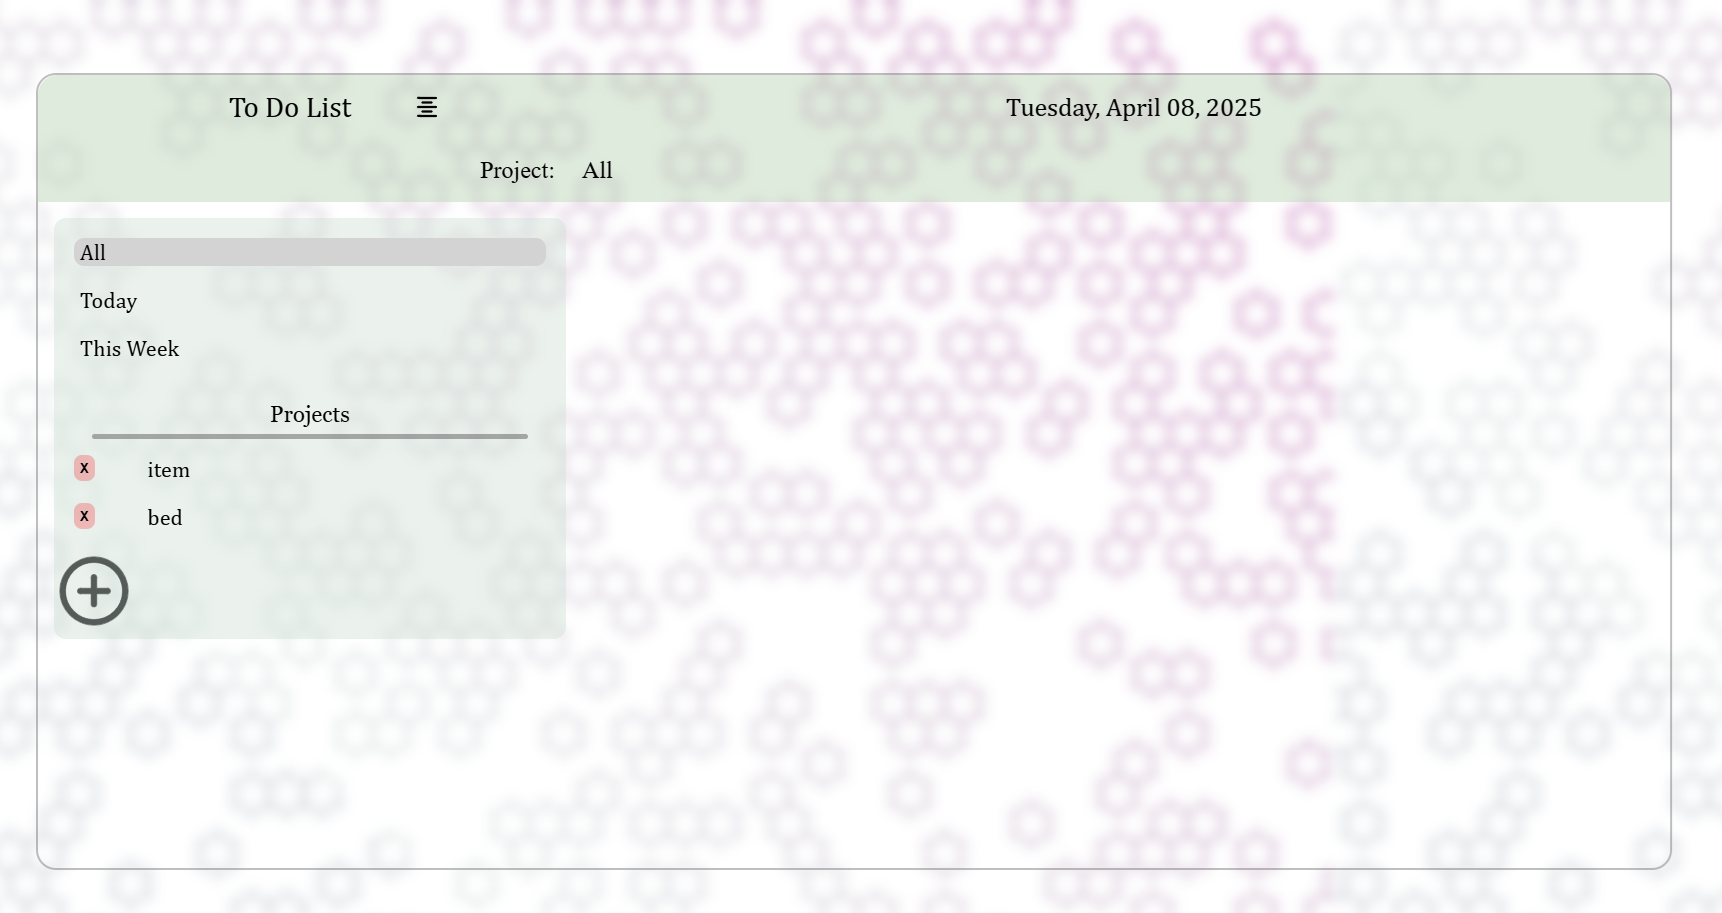 To Do List
Tuesday, April 08, 2025
Project: All
All
Today
This Week
Projects
x item
x bed